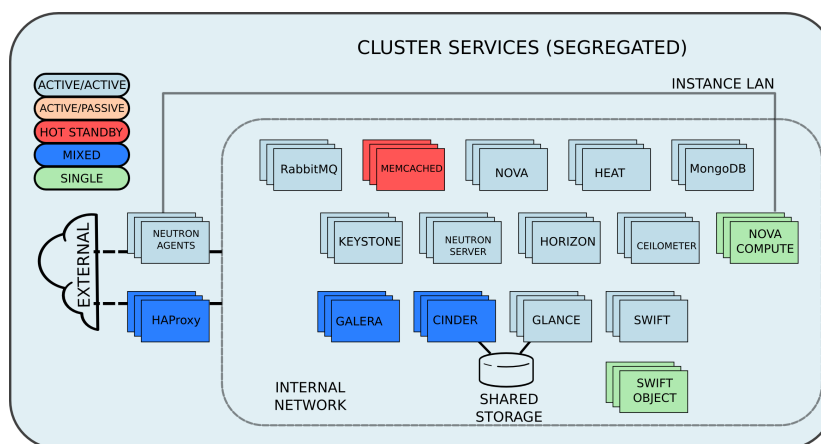 CLUSTER SERVICES (SEGREGATED)
ACTIVE/ACTIVE
ACTIVE/PASSIVE
HOT STANDBY
MIXED
SINGLE
INSTANCE LAN
RabbitMQ
MEMCACHED
NOVA
HEAT
MongoDB
EXTERNAL
NEUTRON
AGENTS
KEYSTONE
NEUTRON
SERVER
HORIZON
CEILOMETER
NOVA
COMPUTE
HAProxy
GALERA
CINDER
GLANCE
SWIFT
INTERNAL
NETWORK
SHARED
STORAGE
SWIFT
OBJECT